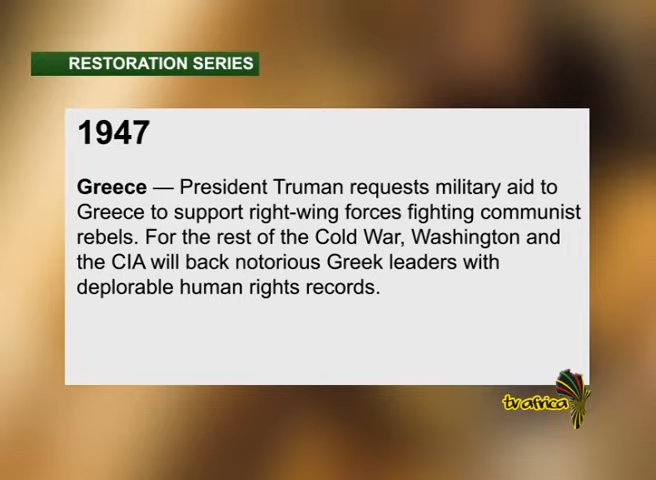 RESTORATION SERIES
1947
Greece — President Truman requests military aid to
Greece to support right-wing forces fighting communist
rebels. For the rest of the Cold War, Washington and
the CIA will back notorious Greek leaders with
deplorable human rights records.
tv africa